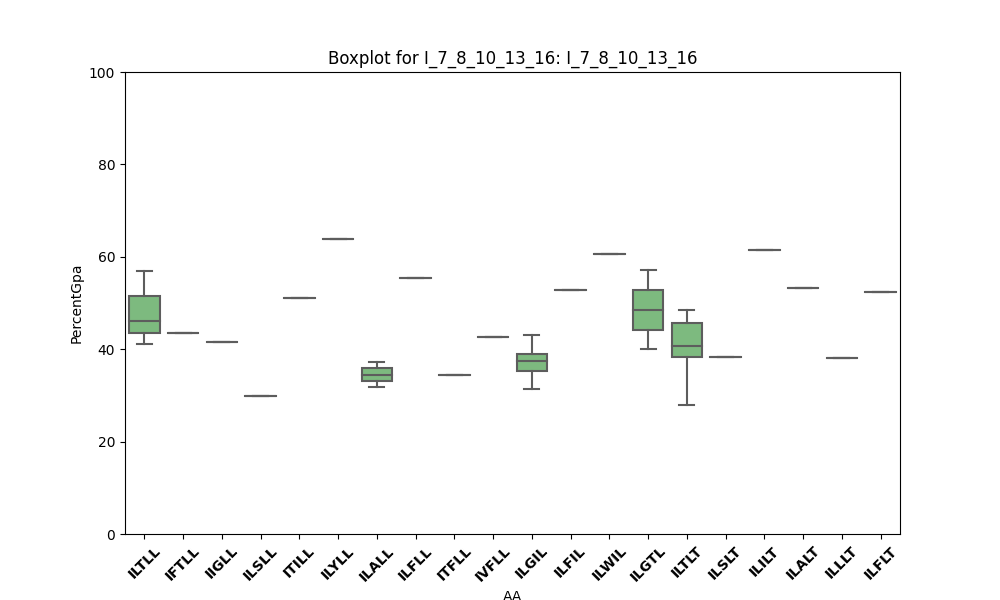 Boxplot for I_7_8_10_13_16: I_7_8_10_13_16
PercentGpa
100
80
60
40
20
0
ILTLL
IFTLL
IIGLL
ILSLL
ITILL
ILYLL
ILALL
ILFLL
ITFLL
IVFLL
ILGIL
ILFIL
ILWIL
ILGTL
ILTLT
ILSLT
ILILT
ILALT
ILLLT
ILFLT
AA